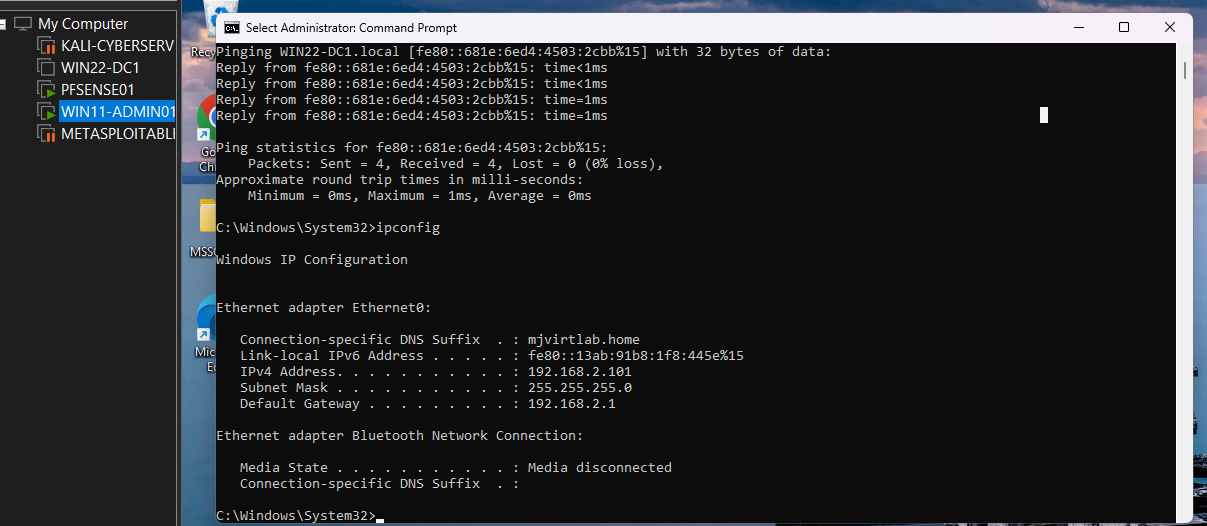 My Computer
KALI-CYBERSERV
WIN22-DC1
PFSENSE01
WIN11-ADMIN01
METASPLOITABLI
Recy
Go
Ch
MSS
Mic
Ec
Select Administrator: Command Prompt
Pinging WIN22-DC1.local [fe80::681e:6ed4:4503:2cbb%15] with 32 bytes of data:
Reply from fe80::681e:6ed4:4503:2cbb%15: time<1ms
Reply from fe80::681e:6ed4:4503:2cbb%15: time<1ms
Reply from fe80::681e:6ed4:4503:2cbb%15: time=1ms
Reply from fe80::681e:6ed4:4503:2cbb%15: time=1ms
Ping statistics for fe80::681e:6ed4:4503:2cbb%15:
Packets: Sent = 4, Received = 4, Lost = 0 (0% loss),
Approximate round trip times in milli-seconds:
Minimum = 0ms, Maximum = 1ms, Average = 0ms
C:\Windows\System32>ipconfig
Windows IP Configuration
Ethernet adapter Ethernet0:
Connection-specific DNS Suffix  . : mjvirtlab.home
Link-local IPv6 Address . . . . . : fe80::13ab:91b8:1f8:445e%15
IPv4 Address. . . . . . . . . . . : 192.168.2.101
Subnet Mask . . . . . . . . . . . : 255.255.255.0
Default Gateway . . . . . . . . . : 192.168.2.1
Ethernet adapter Bluetooth Network Connection:
Media State . . . . . . . . . . . : Media disconnected
Connection-specific DNS Suffix  . :
C:\Windows\System32>